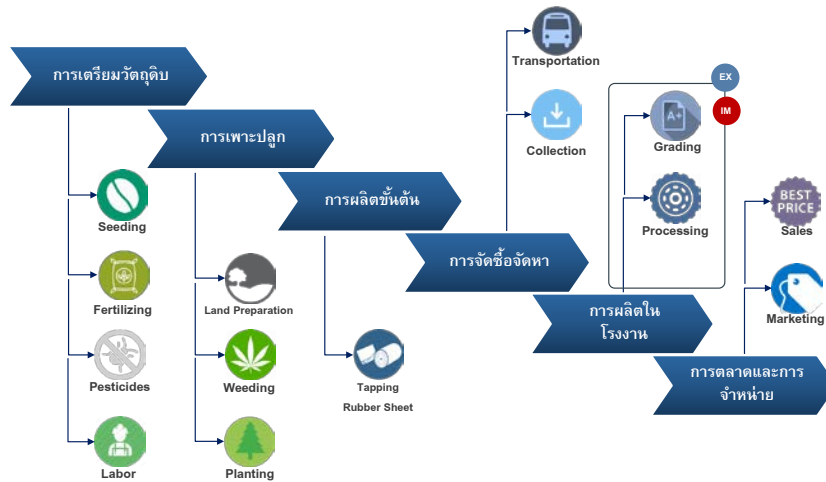 การเตรียมวัตถุดิบ
Seeding
Fertilizing
Pesticides
Labor
การเพาะปลูก
Land Preparation
Weeding
Planting
การผลิตขั้นต้น
Tapping
Rubber Sheet
การจัดซื้อจัดหา
Transportation
Collection
การผลิตใน
โรงงาน
EX
IM
A+
Grading
Processing
การตลาดและการ
จำหน่าย
BEST
PRICE
Sales
Marketing